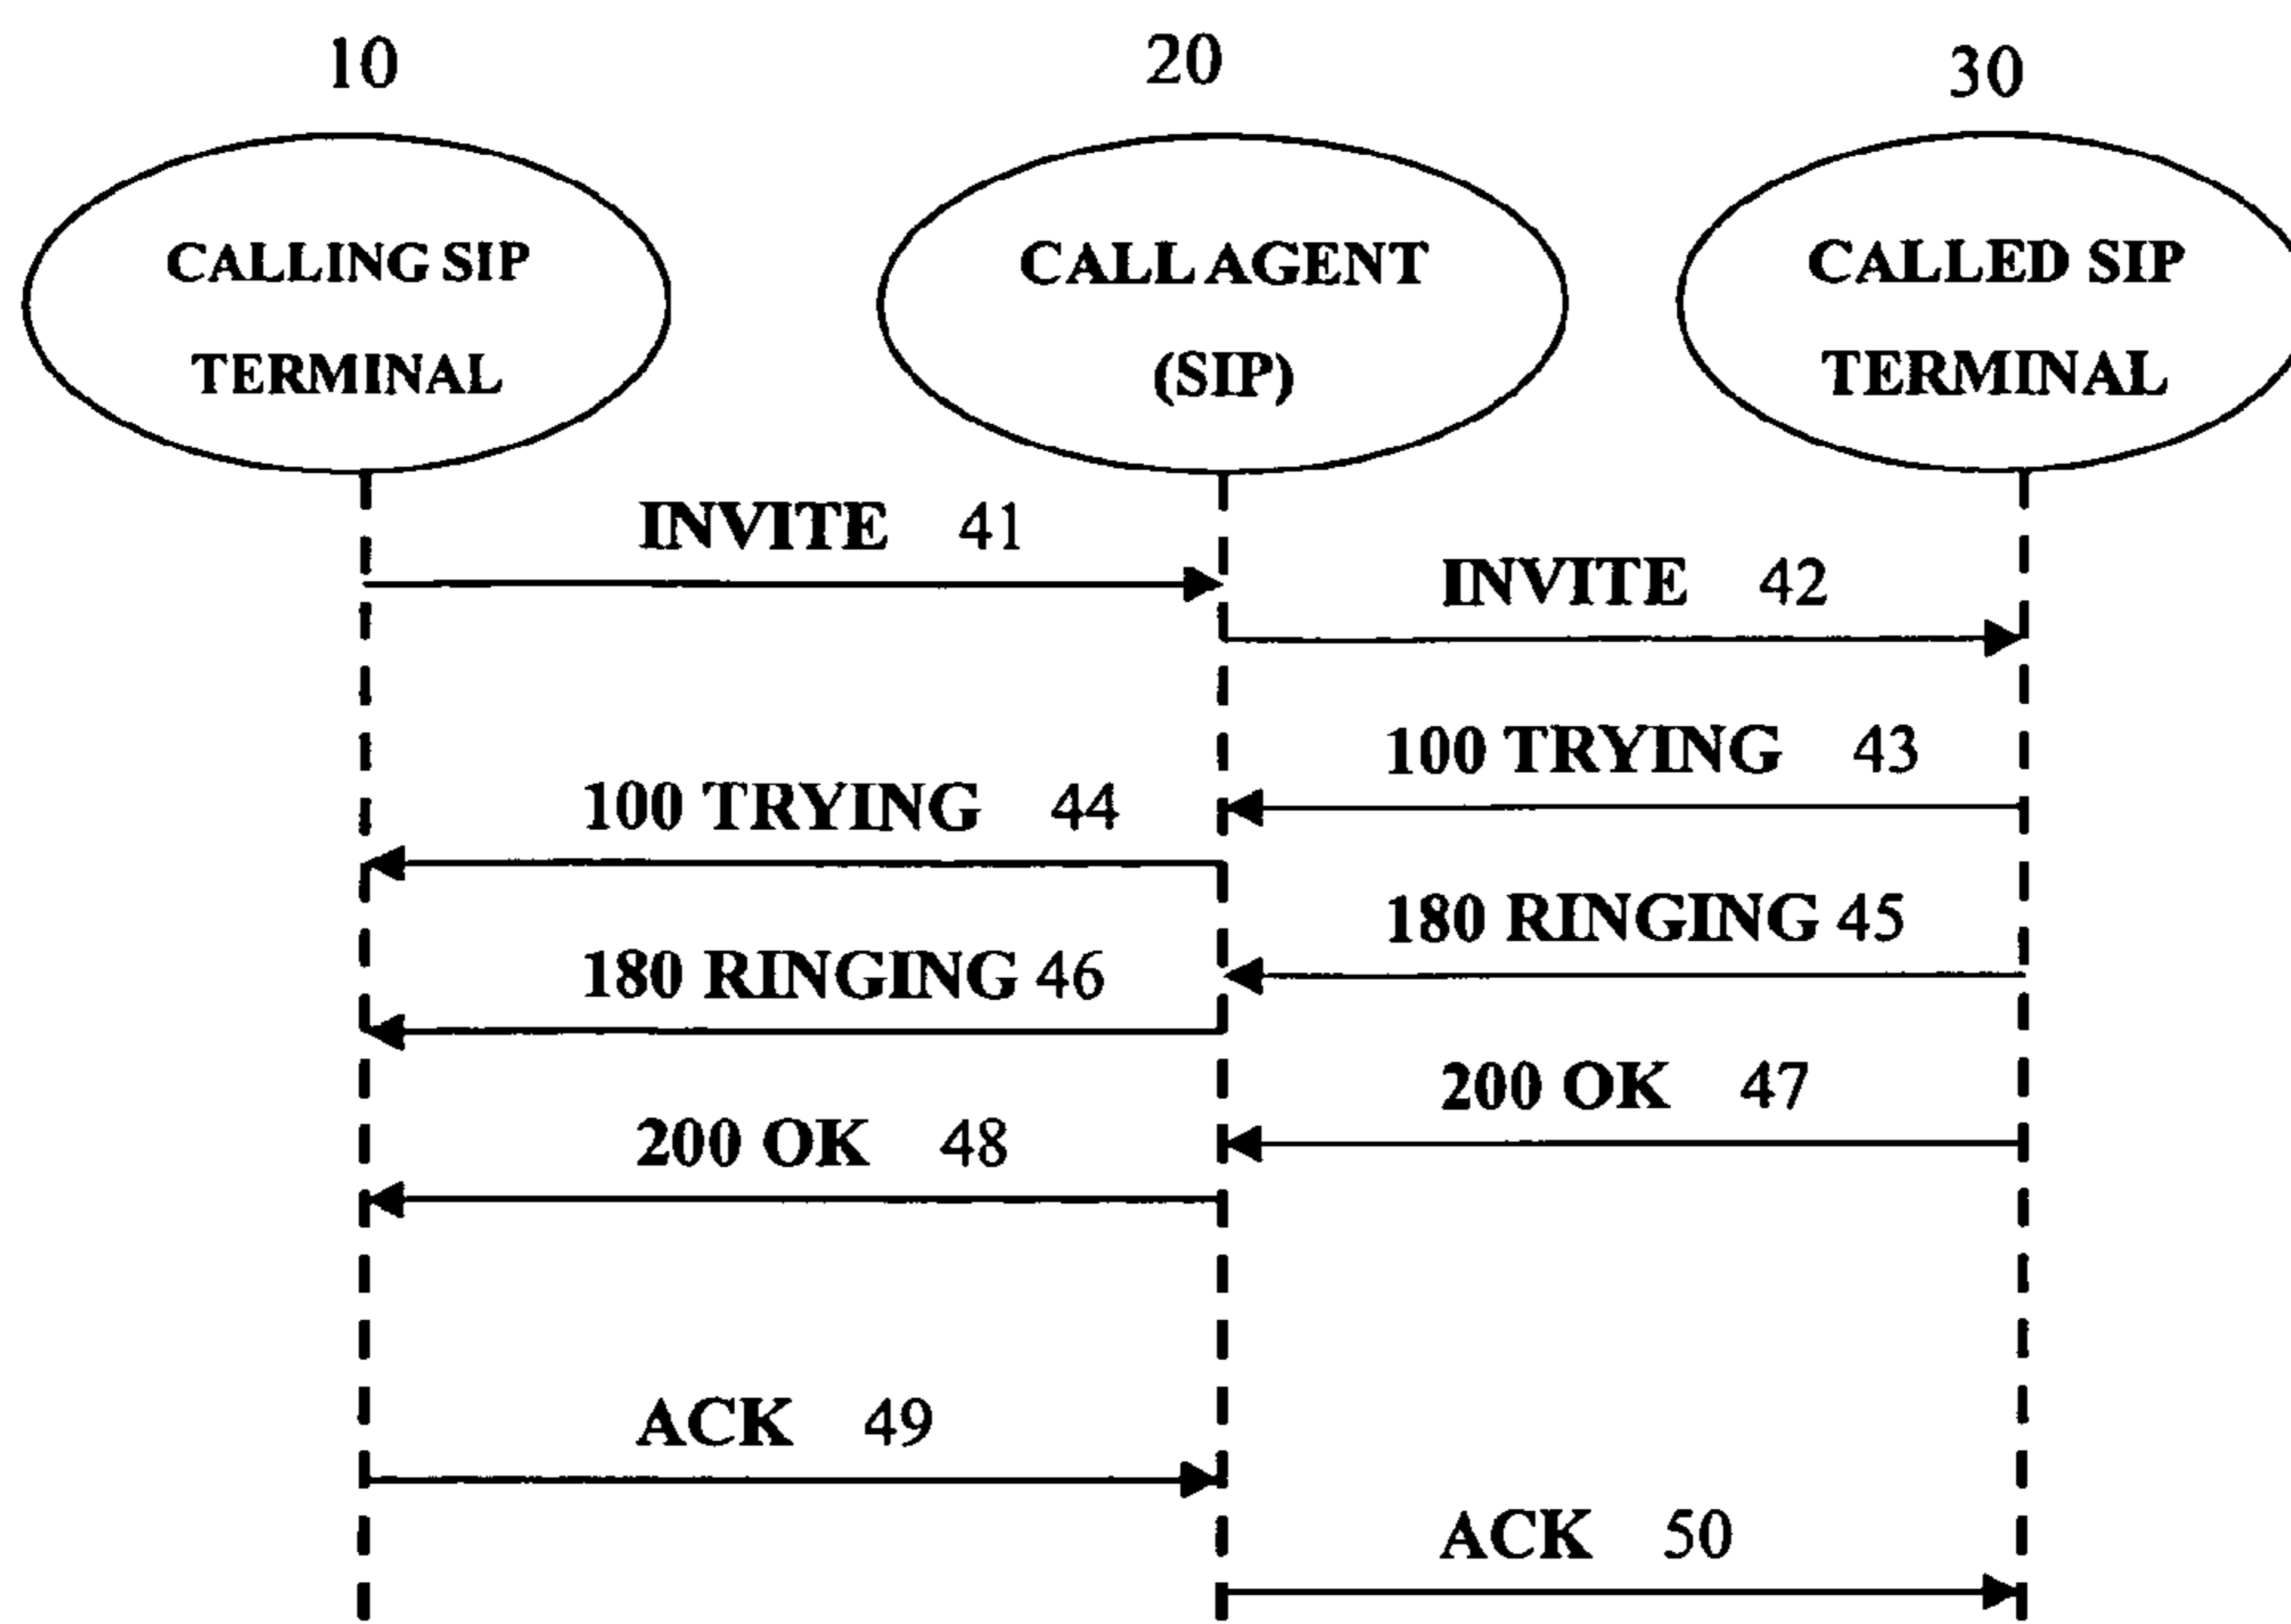 10
20
30
CALLING SIP
TERMINAL
CALL AGENT
(SIP)
CALLED SIP
TERMINAL
INVITE 41
INVITE 42
100 TRYING 43
100 TRYING 44
180 RINGING 45
180 RINGING 46
200 OK 47
200 OK 48
ACK 49
ACK 50